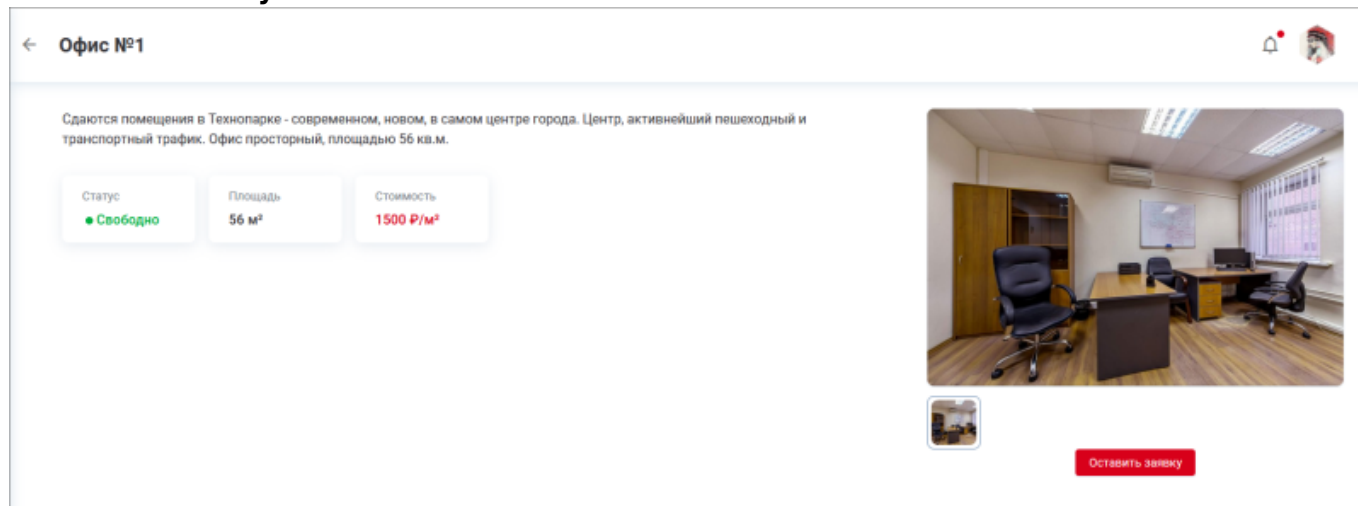 Офис №1
Сдаются помещения в Технопарке - современном, новом, в самом центре города. Центр, активнейший пешеходный и
транспортный трафик. Офис просторный, площадью 56 кв.м.
Статус
Свободно
Площадь
56 м²
Стоимость
1500 ₽/м²
Оставить заявку